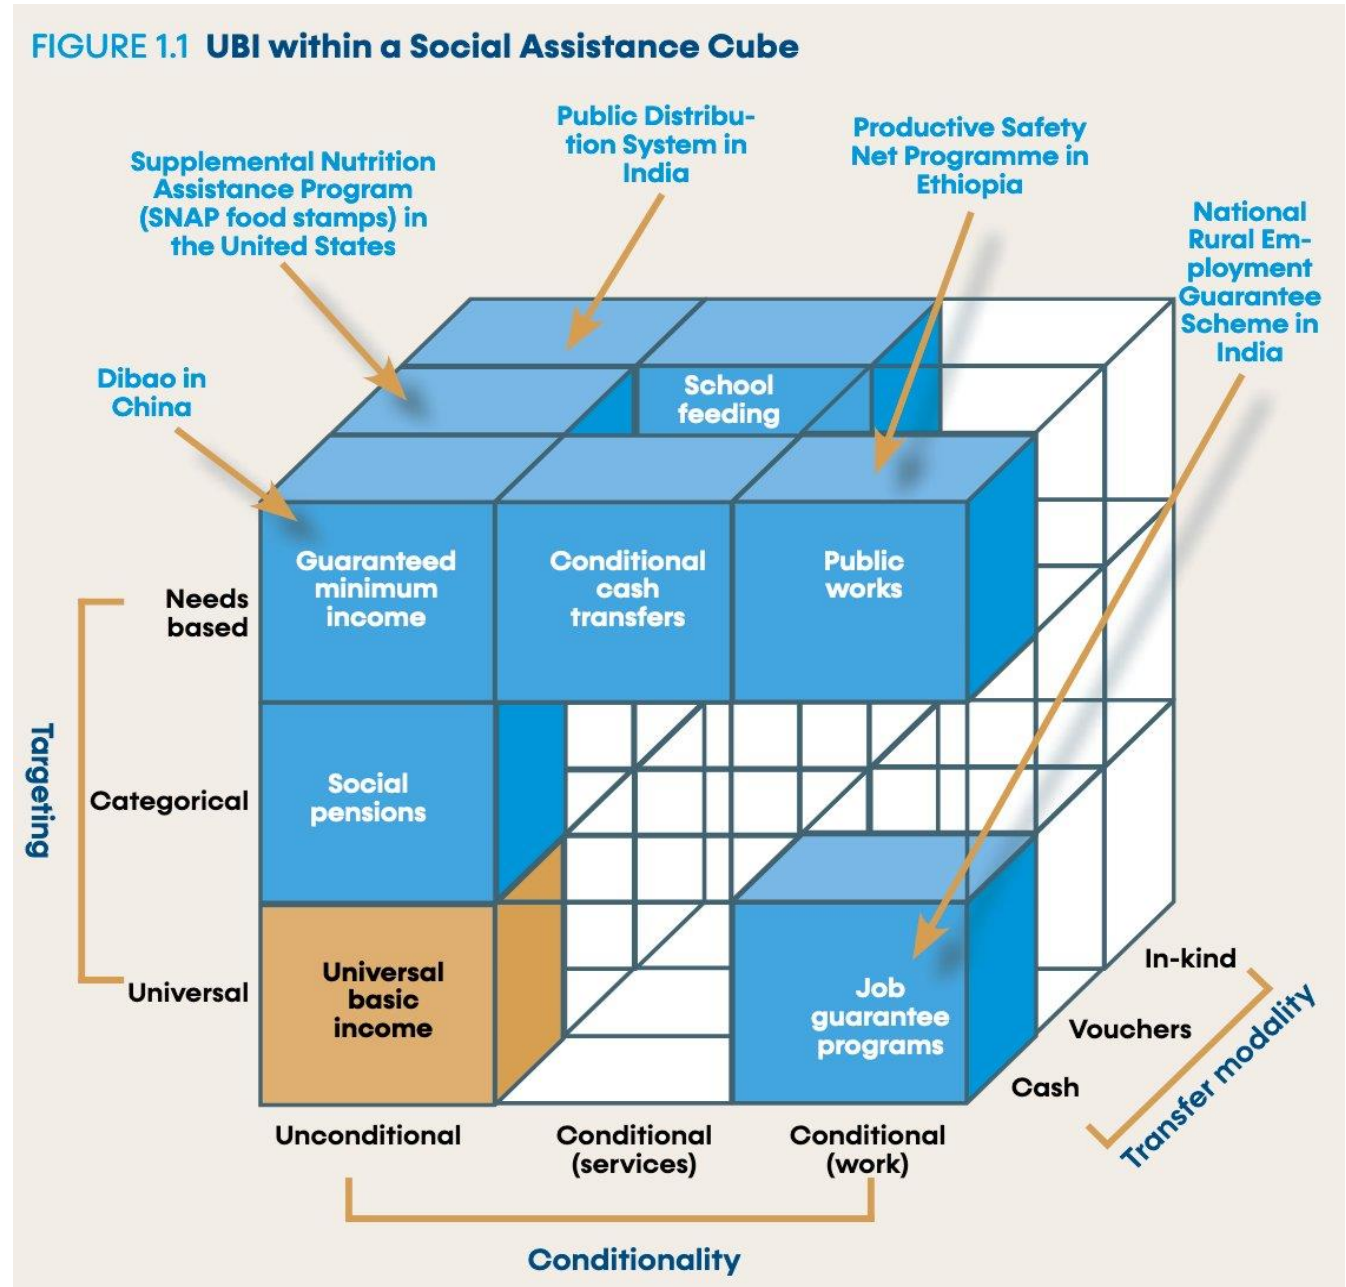 FIGURE 1.1 UBI within a Social Assistance Cube
Public Distribu-
tion System in
India
Productive Safety
Net Programme in
Ethiopia
Supplemental Nutrition
Assistance Program
(SNAP food stamps) in
the United States
National
Rural Em-
ployment
Guarantee
Scheme in
India
Dibao in
China
School
feeding
Guaranteed
minimum
income
Conditional
cash
transfers
Public
works
Needs
based
Targeting
Categorical
Social
pensions
Universal
Universal
basic
income
Job
guarantee
programs
In-kind
Vouchers
Cash
Transfer modality
Unconditional
Conditional
(services)
Conditional
(work)
Conditionality